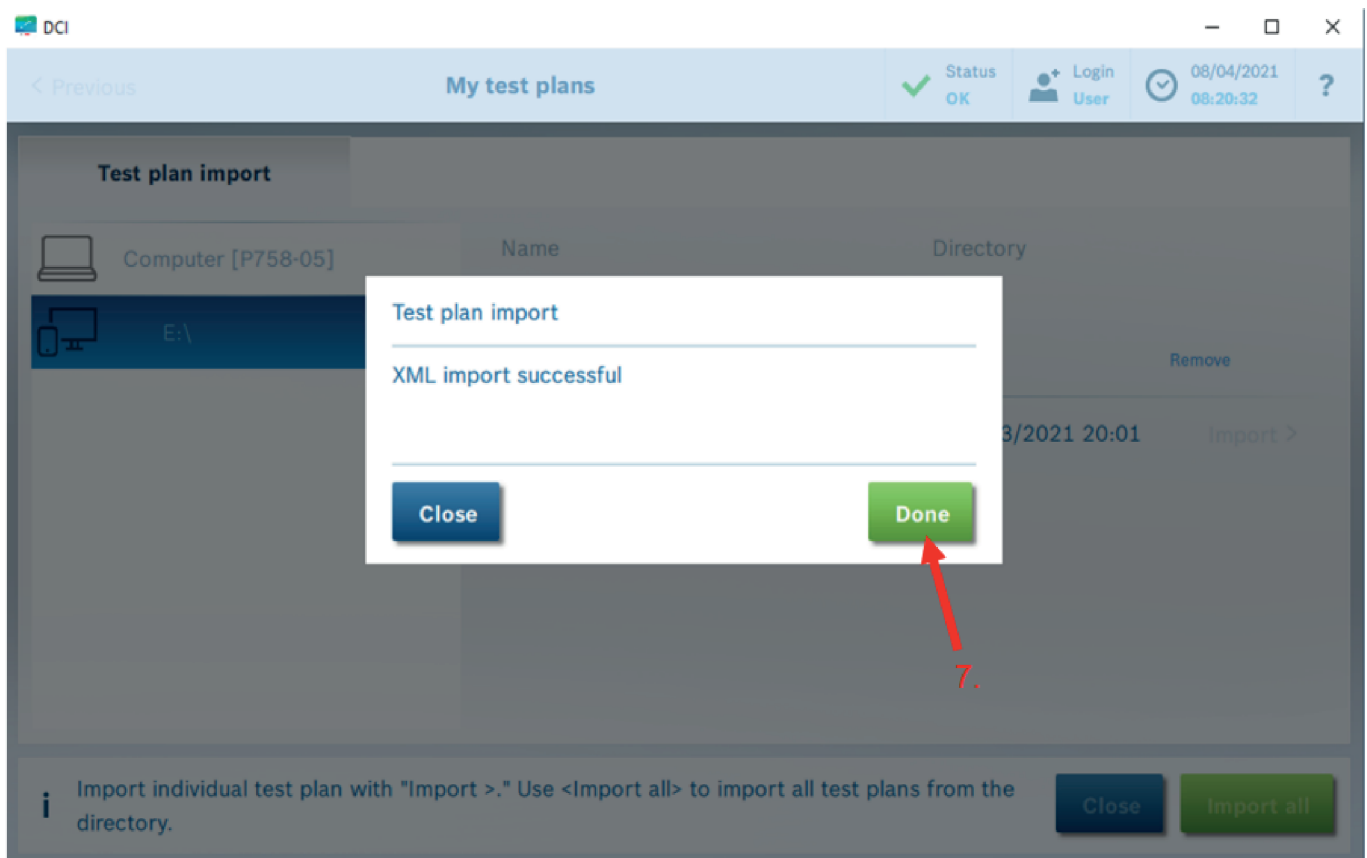 DCI
< Previous
My test plans
Status
OK
Login
User
08/04/2021
08:20:32
?
Test plan import
Computer [P758-05]
E:\
Name
Directory
Remove
3/2021 20:01
Import >
Test plan import
XML import successful
Close
Done
7.
i
Import individual test plan with "Import >." Use <Import all> to import all test plans from the
directory.
Close
Import all